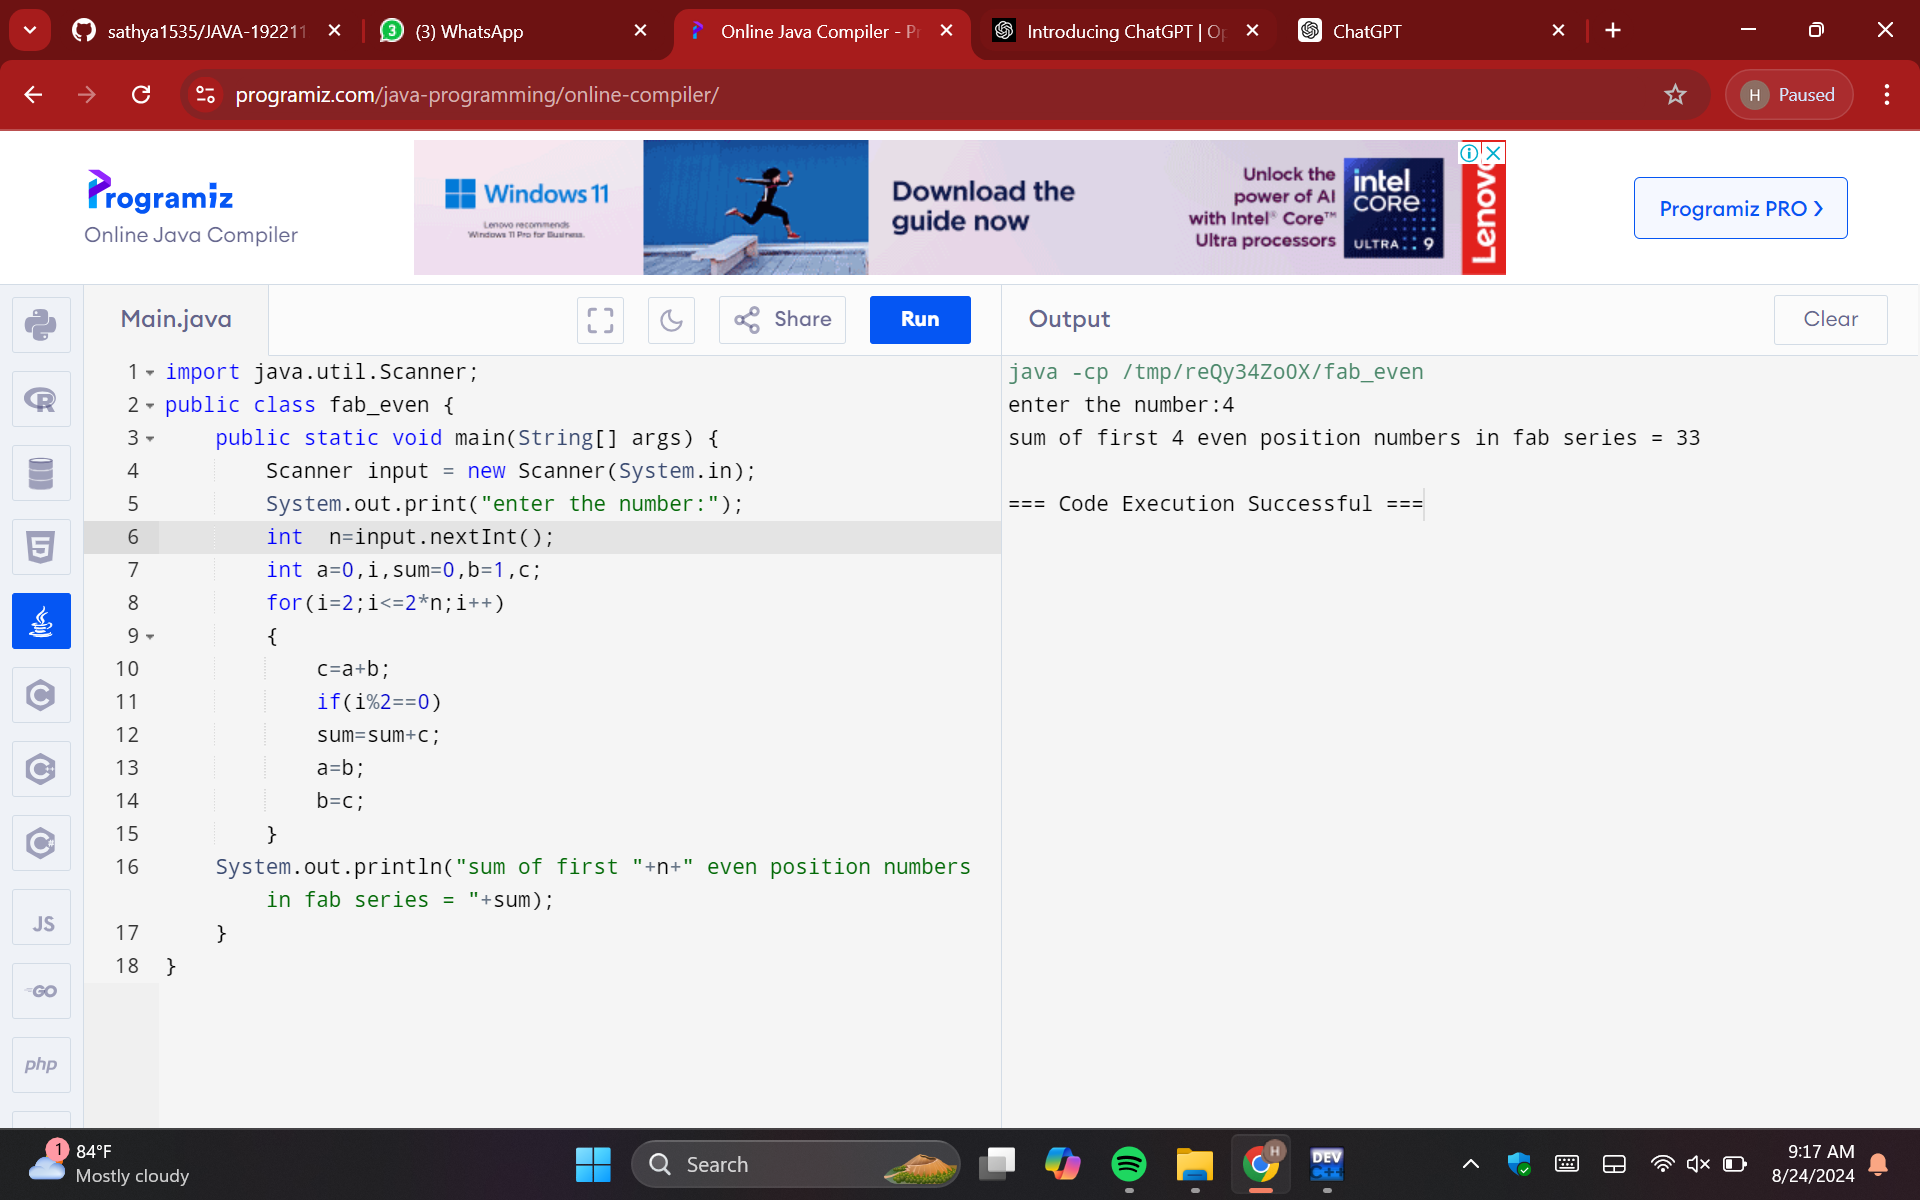 sathya1535/JAVA-192211
(3) WhatsApp
Online Java Compiler - Pr
Introducing ChatGPT | Op
ChatGPT
programiz.com/java-programming/online-compiler/
H Paused
Programiz
Online Java Compiler
Windows 11
Lenovo recommends
Windows 11 Pro for Business.
Download the
guide now
Unlock the
power of AI
with Intel® Core™
Ultra processors
intel
CORE
ULTRA 9
Lenovo
Programiz PRO
Main.java
Share
Run
Output
Clear
1 import java.util.Scanner;
2 public class fab_even {
3 public static void main(String[] args) {
4 Scanner input = new Scanner(System.in);
5 System.out.print("enter the number:");
6 int  n=input.nextInt();
7 int a=0,i,sum=0,b=1,c;
8 for(i=2;i<=2*n;i++)
9 {
10 c=a+b;
11 if(i%2==0)
12 sum=sum+c;
13 a=b;
14 b=c;
15 }
16 System.out.println("sum of first "+n+" even position numbers
in fab series = "+sum);
17 }
18 }
java -cp /tmp/reQy34ZoOX/fab_even
enter the number:4
sum of first 4 even position numbers in fab series = 33
=== Code Execution Successful ===
R
5
C
C
C#
JS
GO
php
1
84°F
Mostly cloudy
Search
H
DEV
C++
9:17 AM
8/24/2024